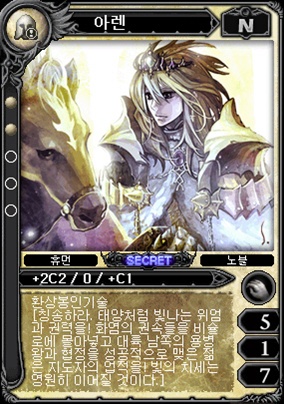 아렌
N
휴먼
SECRET
노블
+2C2 / 0 / +C1
환상봉인기술
[칭송하라. 태양처럼 빛나는 위엄
과 권력을! 화염의 권속들을 비욜
로에 몰아넣고 대륙 남쪽의 용병
왕과 협정을 성공적으로 맺은 젊
은 지도자의 업적을! 빛의 치세는
영원히 이어질 것이다.]
5
1
7